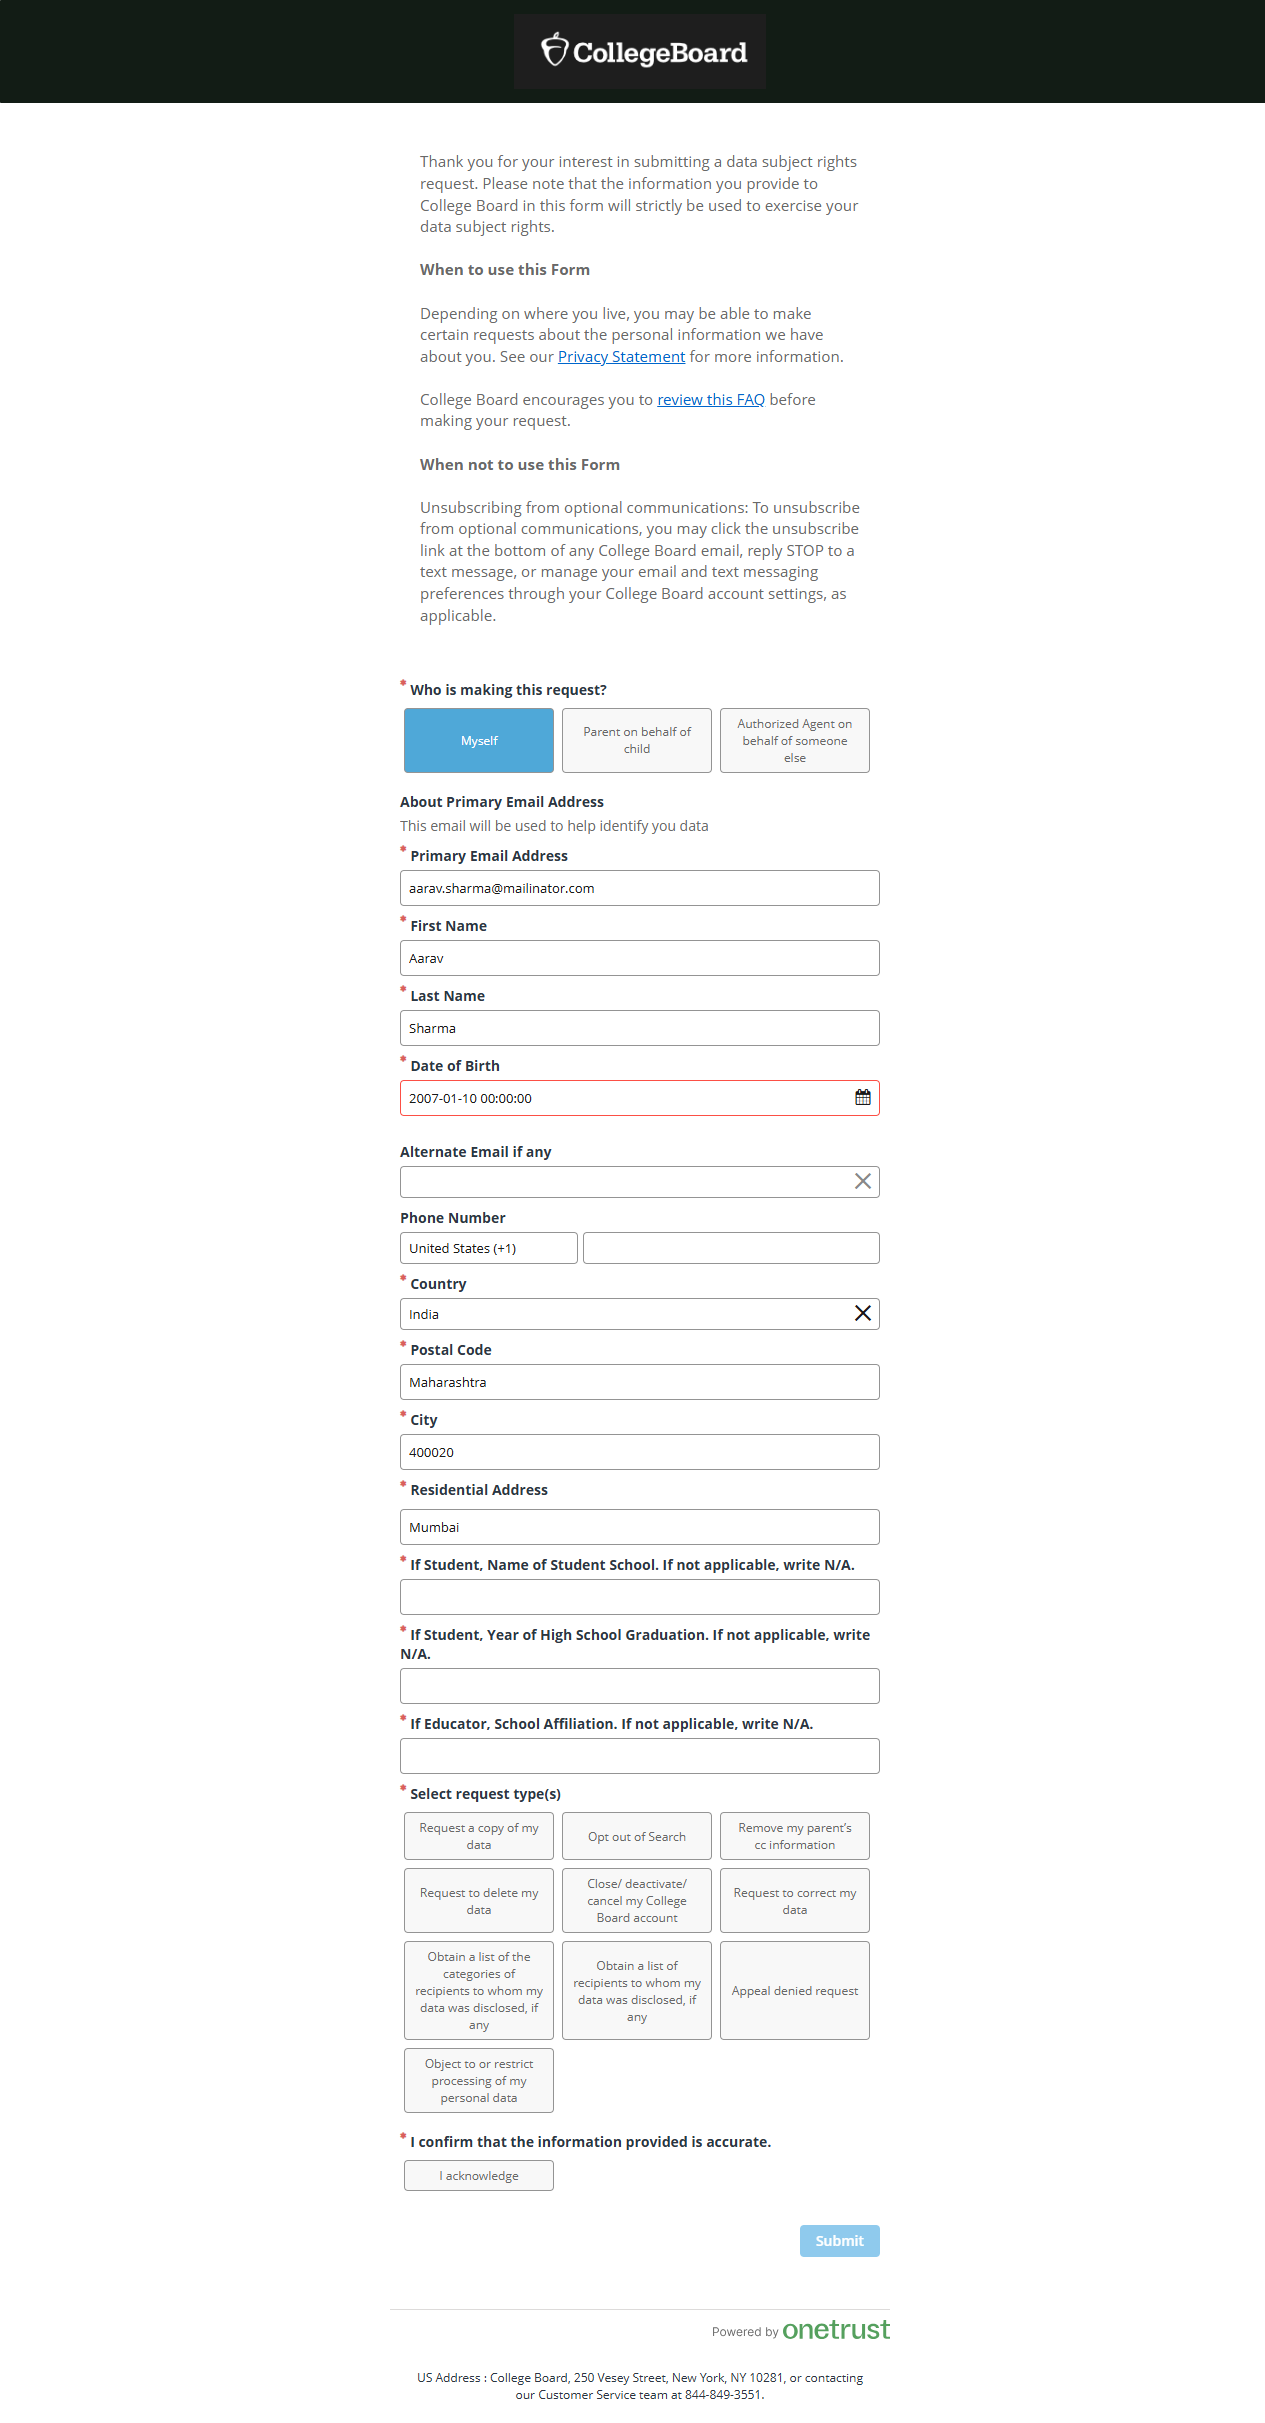 CollegeBoard
Thank you for your interest in submitting a data subject rights
request. Please note that the information you provide to
College Board in this form will strictly be used to exercise your
data subject rights.
When to use this Form
Depending on where you live, you may be able to make
certain requests about the personal information we have
about you. See our Privacy Statement for more information.
College Board encourages you to review this FAQ before
making your request.
When not to use this Form
Unsubscribing from optional communications: To unsubscribe
from optional communications, you may click the unsubscribe
link at the bottom of any College Board email, reply STOP to a
text message, or manage your email and text messaging
preferences through your College Board account settings, as
applicable.
* Who is making this request?
Myself
Parent on behalf of
child
Authorized Agent on
behalf of someone
else
About Primary Email Address
This email will be used to help identify you data
* Primary Email Address
aarav.sharma@mailinator.com
* First Name
Aarav
* Last Name
Sharma
* Date of Birth
2007-01-10 00:00:00
Alternate Email if any
Phone Number
United States (+1)
* Country
India
* Postal Code
Maharashtra
* City
400020
* Residential Address
Mumbai
* If Student, Name of Student School. If not applicable, write N/A.
* If Student, Year of High School Graduation. If not applicable, write
N/A.
* If Educator, School Affiliation. If not applicable, write N/A.
* Select request type(s)
Request a copy of my
data
Opt out of Search
Remove my parent's
cc information
Request to delete my
data
Close/ deactivate/
cancel my College
Board account
Request to correct my
data
Obtain a list of the
categories of
recipients to whom my
data was disclosed, if
any
Obtain a list of
recipients to whom my
data was disclosed, if
any
Appeal denied request
Object to or restrict
processing of my
personal data
* I confirm that the information provided is accurate.
I acknowledge
Submit
Powered by onetrust
US Address : College Board, 250 Vesey Street, New York, NY 10281, or contacting
our Customer Service team at 844-849-3551.